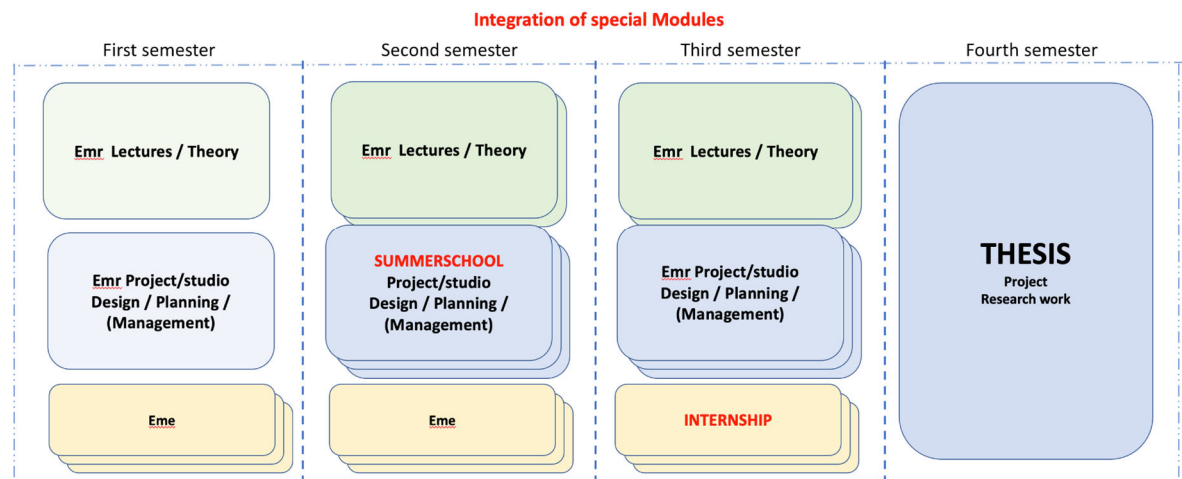 Integration of special Modules
First semester
Second semester
Third semester
Fourth semester
Emr Lectures / Theory
Emr Lectures / Theory
Emr Lectures / Theory
Emr Project/studio
Design / Planning /
(Management)
SUMMERSCHOOL
Project/studio
Design / Planning /
(Management)
Emr Project/studio
Design / Planning /
(Management)
THESIS
Project
Research work
Eme
Eme
INTERNSHIP